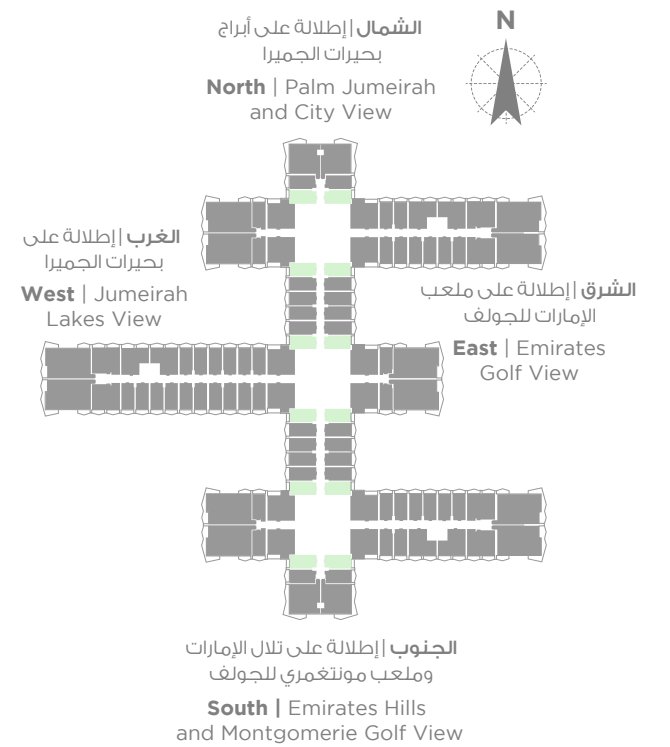 الشمال | إطلالة على أبراج
بحيرات الجميرا
North | Palm Jumeirah
and City View
N
الغرب | إطلالة على
بحيرات الجميرا
West | Jumeirah
Lakes View
الشرق | إطلالة على ملعب
الإمارات للجولف
East | Emirates
Golf View
الجنوب | إطلالة على تلال الإمارات
وملعب مونتغمري للجولف
South | Emirates Hills
and Montgomerie Golf View